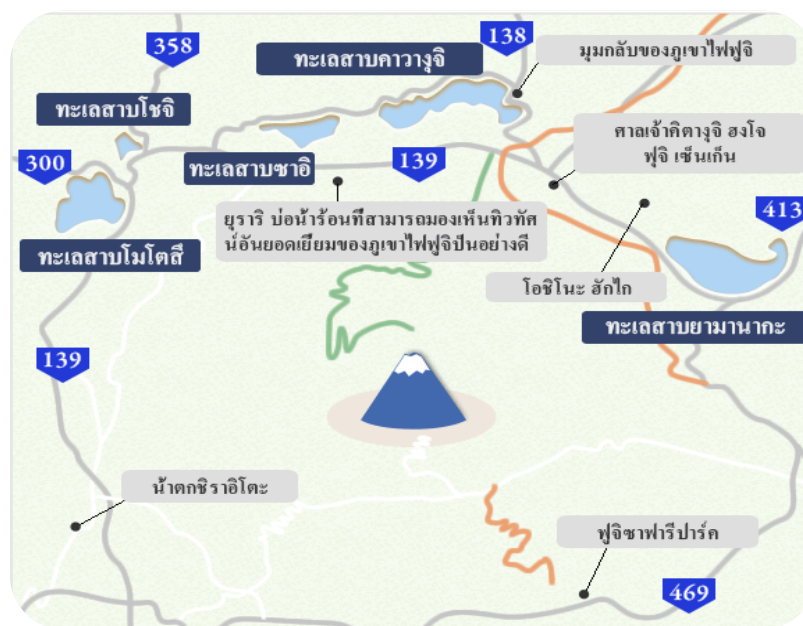 358
138
ทะเลสาบคาวางุจิ
มุมกลับของภูเขาไฟฟูจิ
ทะเลสาบโชจิ
ศาลเจ้าคิตางุจิ ฮงโจ
ฟูจิ เซ็นเก็น
300
ทะเลสาบซาอิ
139
413
ยุราริ บ่อน้ำร้อนที่สามารถมองเห็นทิวทัศ
น์อันยอดเยี่ยมของภูเขาไฟฟูจิปันอย่างดี
ทะเลสาบโมโตสึ
โอชิโนะ ฮักไก
ทะเลสาบยามานากะ
139
น้ำตกชิราอิโตะ
ฟูจิซาฟารีปาร์ค
469